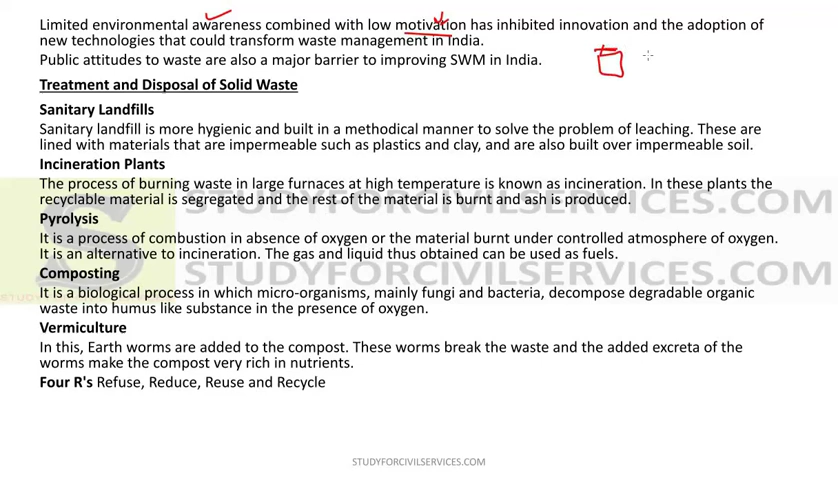 Limited environmental awareness combined with low motivation has inhibited innovation and the adoption of
new technologies that could transform waste management in India.
Public attitudes to waste are also a major barrier to improving SWM in India.
Treatment and Disposal of Solid Waste
Sanitary Landfills
Sanitary landfill is more hygienic and built in a methodical manner to solve the problem of leaching. These are
lined with materials that are impermeable such as plastics and clay, and are also built over impermeable soil.
Incineration Plants
The process of burning waste in large furnaces at high temperature is known as incineration. In these plants the
recyclable material is segregated and the rest of the material is burnt and ash is produced.
STUDYFORCIVILSERVICES.COM
Pyrolysis
It is a process of combustion in absence of oxygen or the material burnt under controlled atmosphere of oxygen.
It is an alternative to incineration. The gas and liquid thus obtained can be used as fuels.
STUDYFORCIVILSERVICES.COM
Composting
It is a biological process in which micro-organisms, mainly fungi and bacteria, decompose degradable organic
waste into humus like substance in the presence of oxygen.
Vermiculture
In this, Earth worms are added to the compost. These worms break the waste and the added excreta of the
worms make the compost very rich in nutrients.
Four R's Refuse, Reduce, Reuse and Recycle
STUDYFORCIVILSERVICES.COM